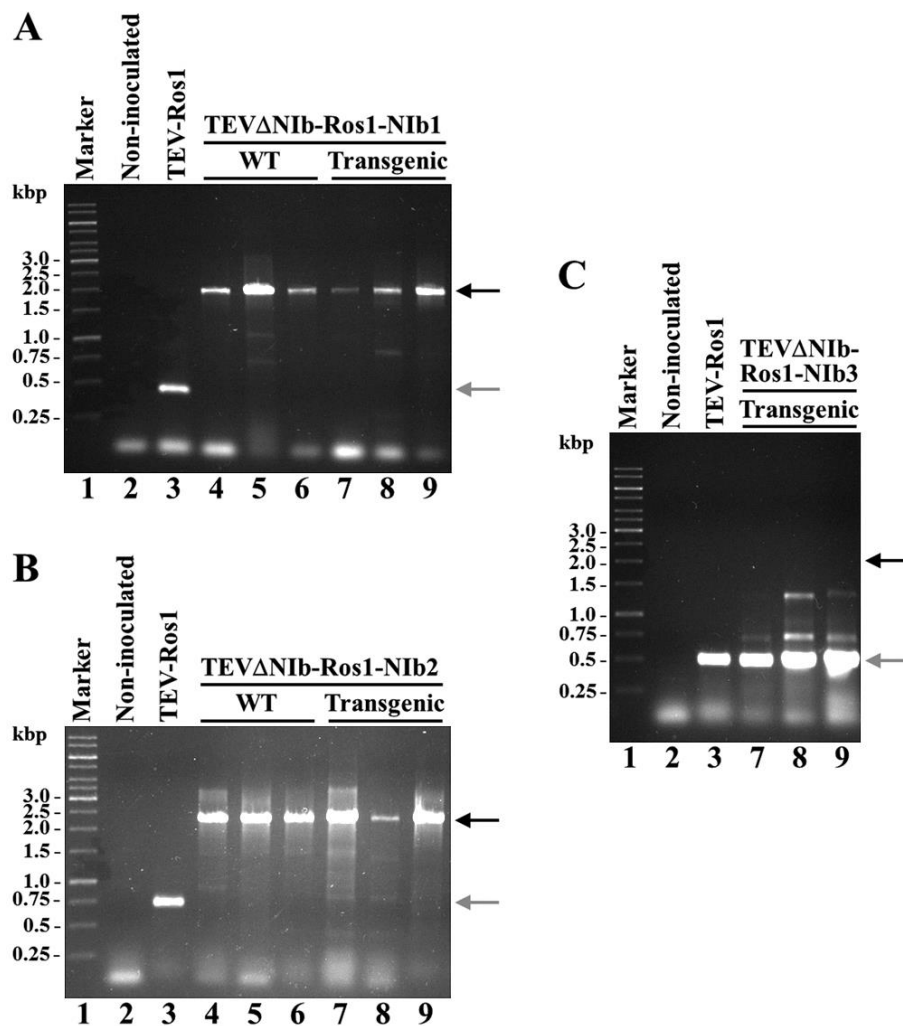 A
Marker
Non-inoculated
TEV-Ros1
TEVΔNIb-Ros1-NIb1
WT
Transgenic
kbp
3.0 -
2.5 -
2.0 -
1.5 -
1.0 -
0.75 -
0.5 -
0.25 -
1 2 3 4 5 6 7 8 9
B
Marker
Non-inoculated
TEV-Ros1
TEVΔNIb-Ros1-NIb2
WT
Transgenic
kbp
3.0 -
2.5 -
2.0 -
1.5 -
1.0 -
0.75 -
0.5 -
0.25 -
1 2 3 4 5 6 7 8 9
C
Marker
Non-inoculated
TEV-Ros1
TEVΔNIb-
Ros1-NIb3
Transgenic
kbp
3.0 -
2.5 -
2.0 -
1.5 -
1.0 -
0.75 -
0.5 -
0.25 -
1 2 3 7 8 9